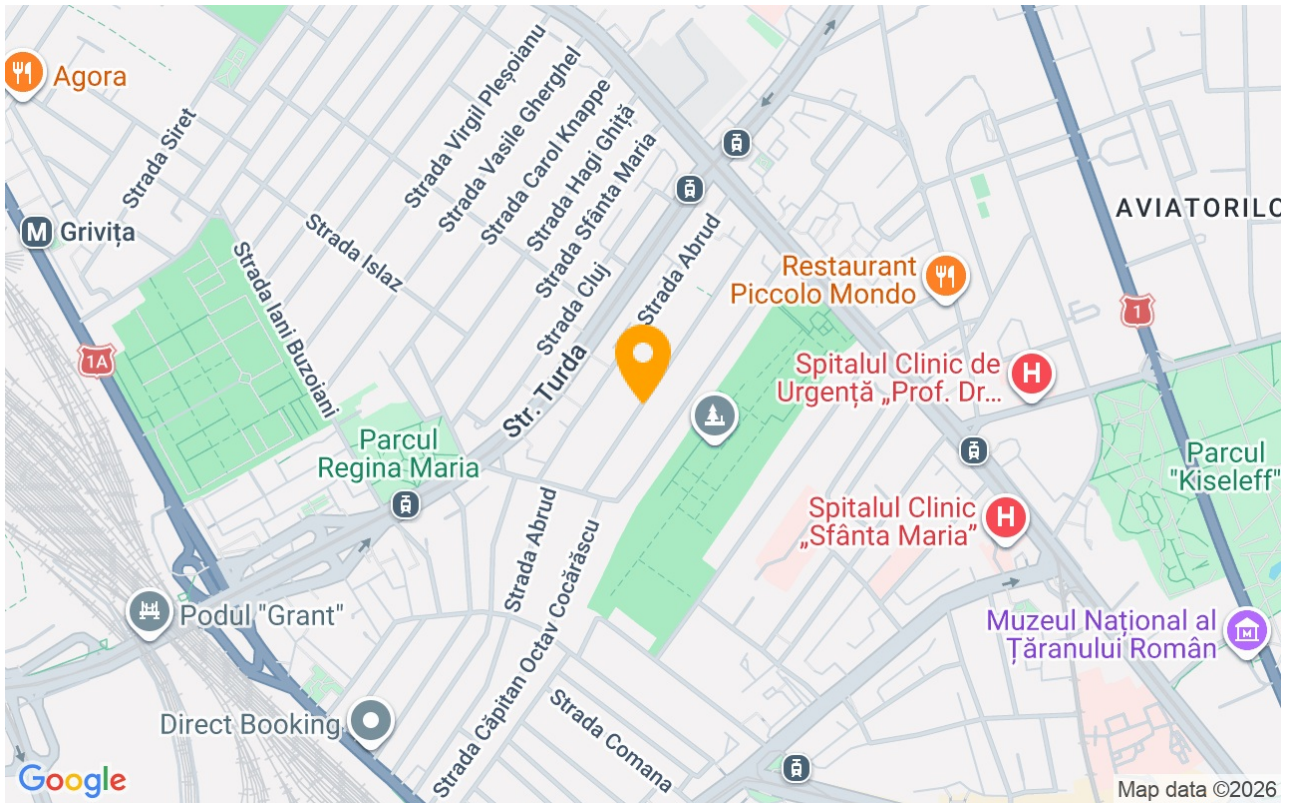 Agora
Strada Siret
Strada Virgil Pleșoianu
Strada Vasile Gherghel
Strada Carol Knappe
Strada Hagi Ghiță
Strada Sfânta Maria
AVIATORILO
M Grivița
Strada Islaz
Strada Iani Buzoiani
Strada Cluj
Strada Abrud
Restaurant
Piccolo Mondo
1
1A
Str. Turda
Spitalul Clinic de
Urgență „Prof. Dr...
H
Parcul
Regina Maria
Parcul
"Kiseleff"
Spitalul Clinic
„Sfânta Maria”
H
Strada Abrud
Strada Căpitan Octav Cocărăscu
Podul "Grant"
Muzeul Național al
Țăranului Român
M
Direct Booking
Strada Comana
Google
Map data ©2026